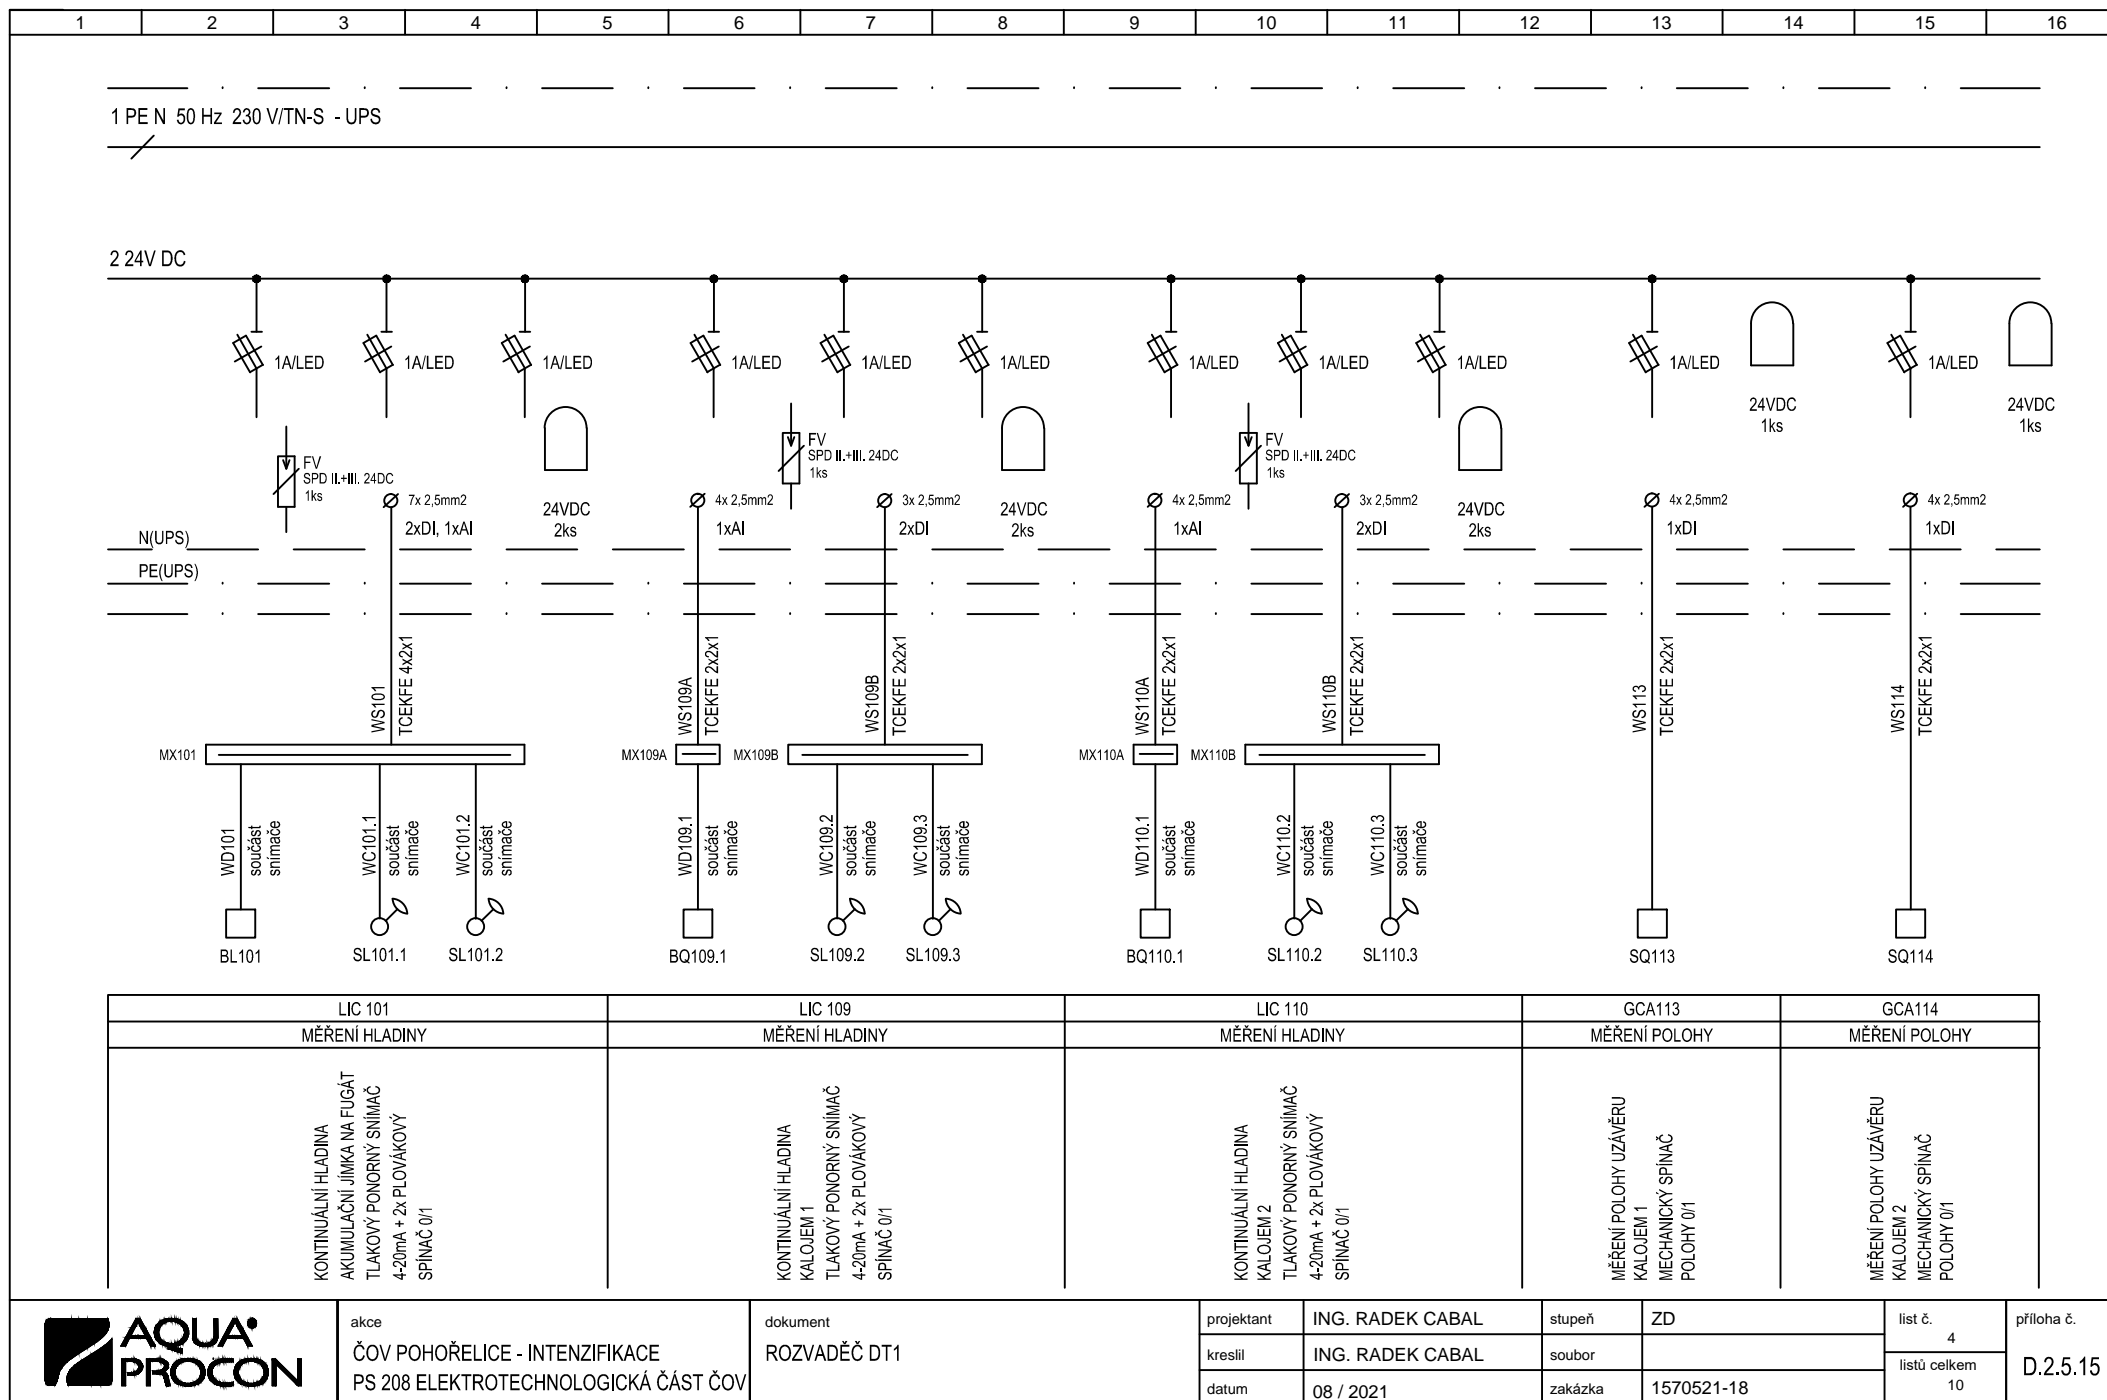 1 2 3 4 5 6 7 8 9 10 11 12 13 14 15 16
1 PE N 50 Hz 230 V/TN-S - UPS
2 24V DC
1A/LED 1A/LED 1A/LED 1A/LED 1A/LED 1A/LED 1A/LED 1A/LED 1A/LED 1A/LED 1A/LED
24VDC
1ks
24VDC
1ks
FV
SPD II.+III. 24DC
1ks
FV
SPD II.+III. 24DC
1ks
FV
SPD II.+III. 24DC
1ks
7x 2,5mm2
2xDI, 1xAI
24VDC
2ks
4x 2,5mm2
1xAI
3x 2,5mm2
2xDI
24VDC
2ks
4x 2,5mm2
1xAI
3x 2,5mm2
2xDI
24VDC
2ks
4x 2,5mm2
1xDI
4x 2,5mm2
1xDI
N(UPS)
PE(UPS)
WS101
TCEKFE 4x2x1
WS109A
TCEKFE 2x2x1
WS109B
TCEKFE 2x2x1
WS110A
TCEKFE 2x2x1
WS110B
TCEKFE 2x2x1
WS113
TCEKFE 2x2x1
WS114
TCEKFE 2x2x1
MX101 MX109A MX109B MX110A MX110B
WD101
součást
snímače
WC101.1
součást
snímače
WC101.2
součást
snímače
WD109.1
součást
snímače
WC109.2
součást
snímače
WC109.3
součást
snímače
WD110.1
součást
snímače
WC110.2
součást
snímače
WC110.3
součást
snímače
BL101 SL101.1 SL101.2 BQ109.1 SL109.2 SL109.3 BQ110.1 SL110.2 SL110.3 SQ113 SQ114
LIC 101 LIC 109 LIC 110 GCA113 GCA114
MĚŘENÍ HLADINY MĚŘENÍ HLADINY MĚŘENÍ HLADINY MĚŘENÍ POLOHY MĚŘENÍ POLOHY
KONTINUÁLNÍ HLADINA
AKUMULAČNÍ JÍMKA NA FUGÁT
TLAKOVÝ PONORNÝ SNÍMAČ
4-20mA + 2x PLOVÁKOVÝ
SPÍNAČ 0/1
KONTINUÁLNÍ HLADINA
KALOJEM 1
TLAKOVÝ PONORNÝ SNÍMAČ
4-20mA + 2x PLOVÁKOVÝ
SPÍNAČ 0/1
KONTINUÁLNÍ HLADINA
KALOJEM 2
TLAKOVÝ PONORNÝ SNÍMAČ
4-20mA + 2x PLOVÁKOVÝ
SPÍNAČ 0/1
MĚŘENÍ POLOHY UZÁVĚRU
KALOJEM 1
MECHANICKÝ SPÍNAČ
POLOHY 0/1
MĚŘENÍ POLOHY UZÁVĚRU
KALOJEM 2
MECHANICKÝ SPÍNAČ
POLOHY 0/1
AQUA
PROCON
akce
ČOV POHOŘELICE - INTENZIFIKACE
PS 208 ELEKTROTECHNOLOGICKÁ ČÁST ČOV
dokument
ROZVADĚČ DT1
projektant ING. RADEK CABAL
kreslil ING. RADEK CABAL
datum 08 / 2021
stupeň ZD
soubor
zakázka 1570521-18
list č.
4
listů celkem
10
příloha č.
D.2.5.15